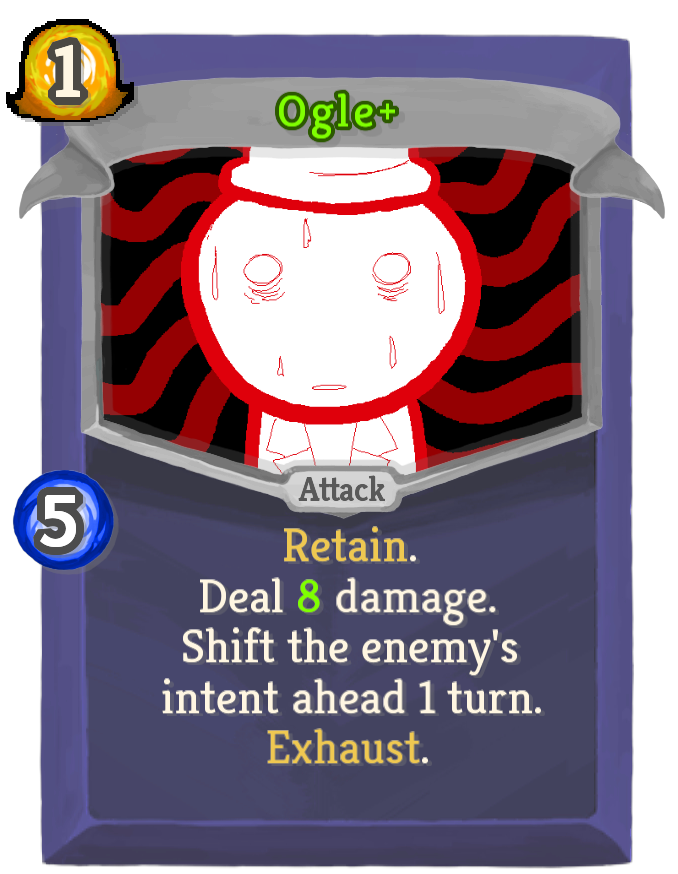 1
Ogle+
Attack
5
Retain.
Deal 8 damage.
Shift the enemy's
intent ahead 1 turn.
Exhaust.